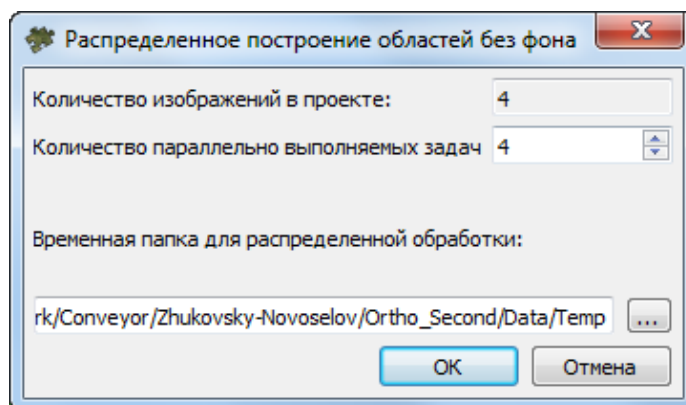 Распределенное построение областей без фона
Количество изображений в проекте: 4
Количество параллельно выполняемых задач 4
Временная папка для распределенной обработки:
rk/Conveyor/Zhukovsky-Novoselov/Ortho_Second/Data/Temp ...
OK Отмена